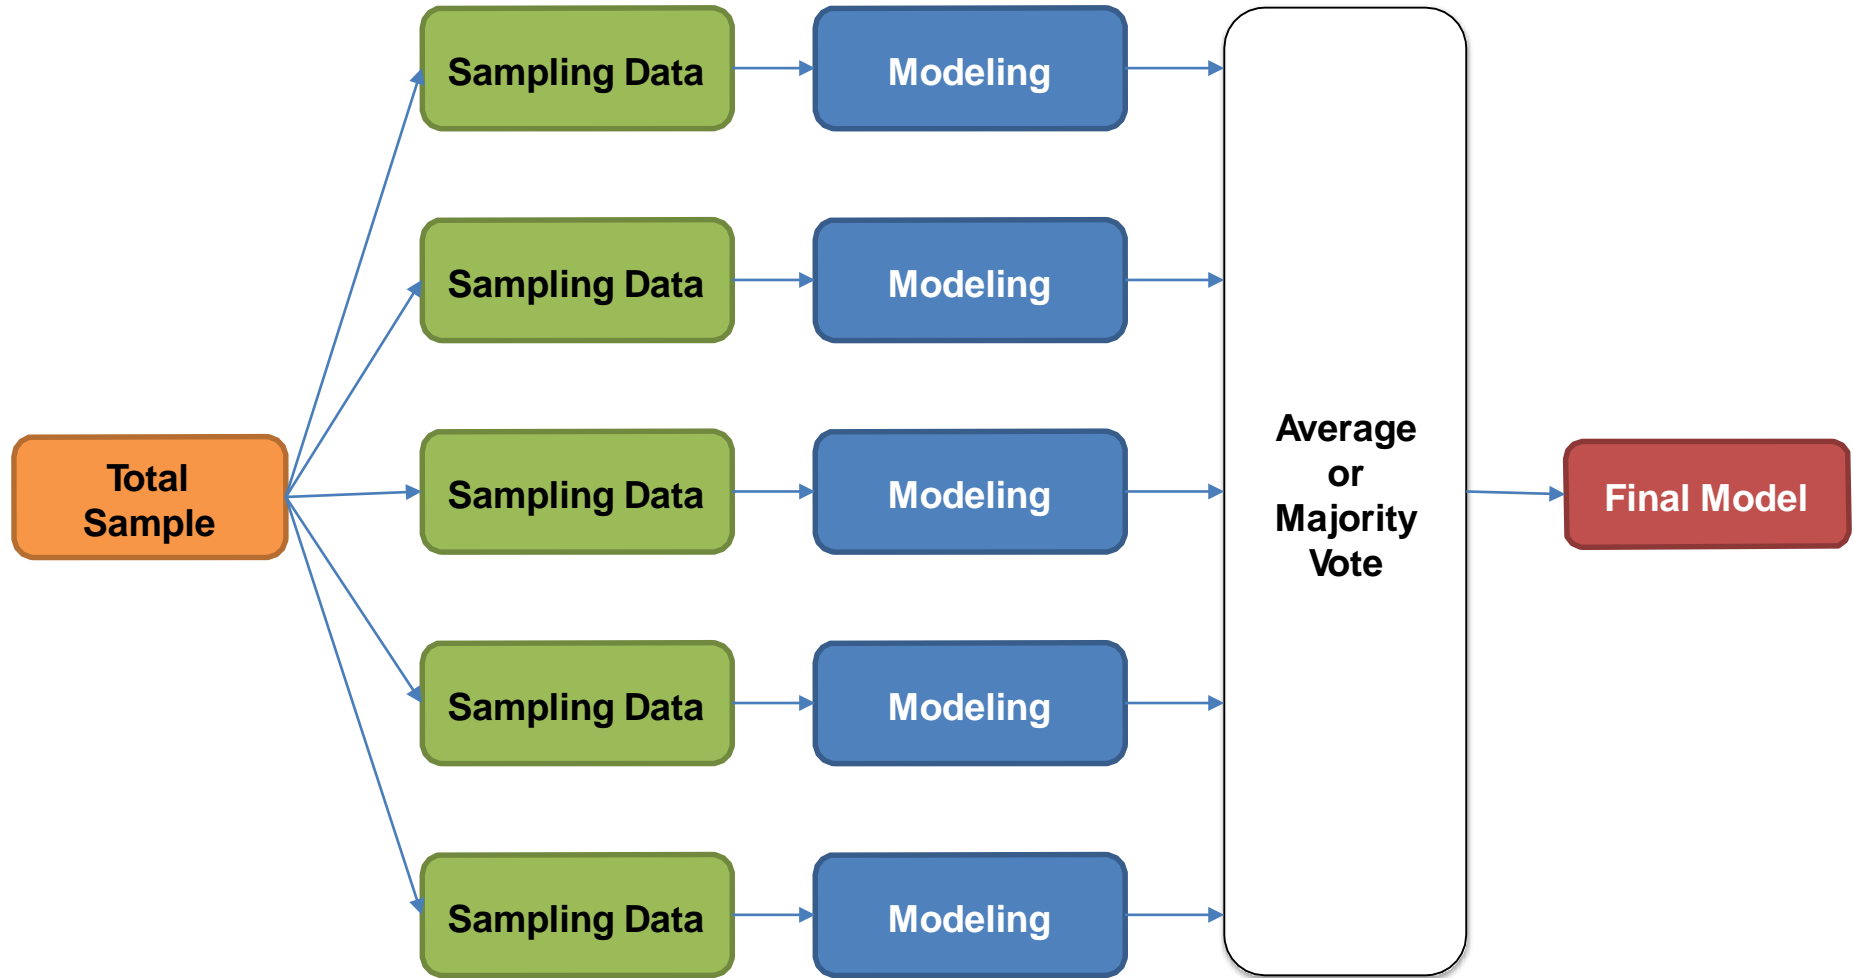 Sampling Data
Modeling
Sampling Data
Modeling
Total
Sample
Sampling Data
Modeling
Average
or
Majority
Vote
Final Model
Sampling Data
Modeling
Sampling Data
Modeling